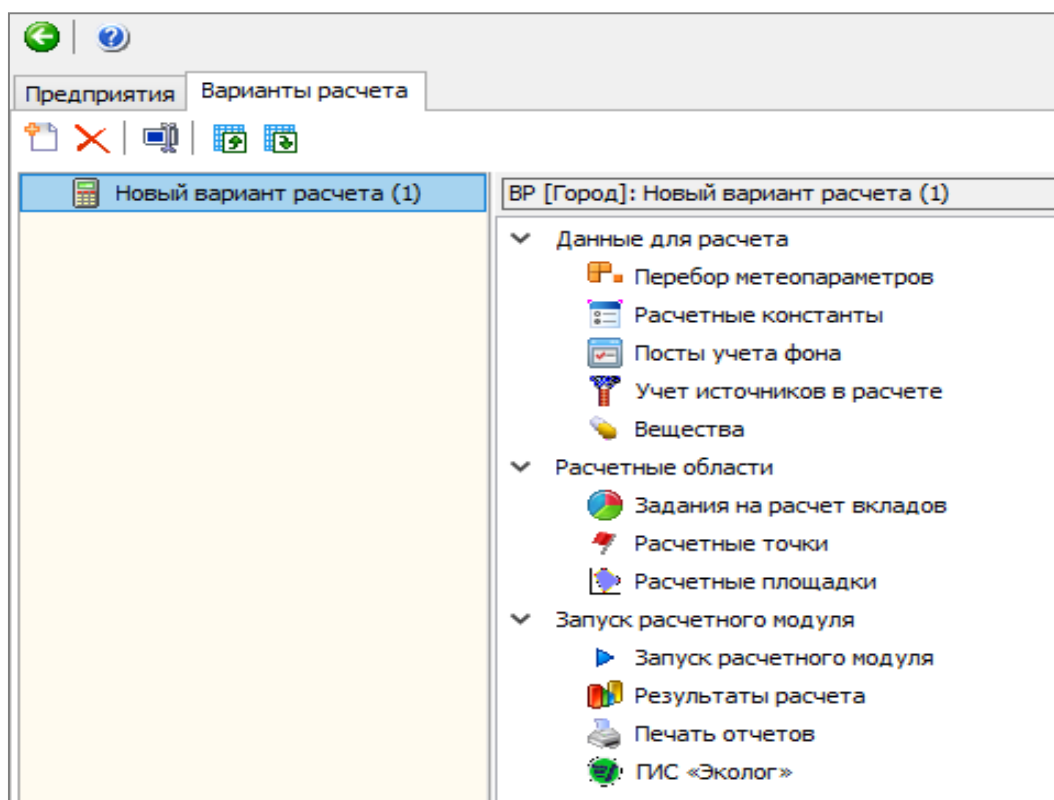 Предприятия Варианты расчета
Новый вариант расчета (1)
ВР [Город]: Новый вариант расчета (1)
Данные для расчета
Перебор метеопараметров
Расчетные константы
Посты учета фона
Учет источников в расчете
Вещества
Расчетные области
Задания на расчет вкладов
Расчетные точки
Расчетные площадки
Запуск расчетного модуля
Запуск расчетного модуля
Результаты расчета
Печать отчетов
ГИС «Эколог»